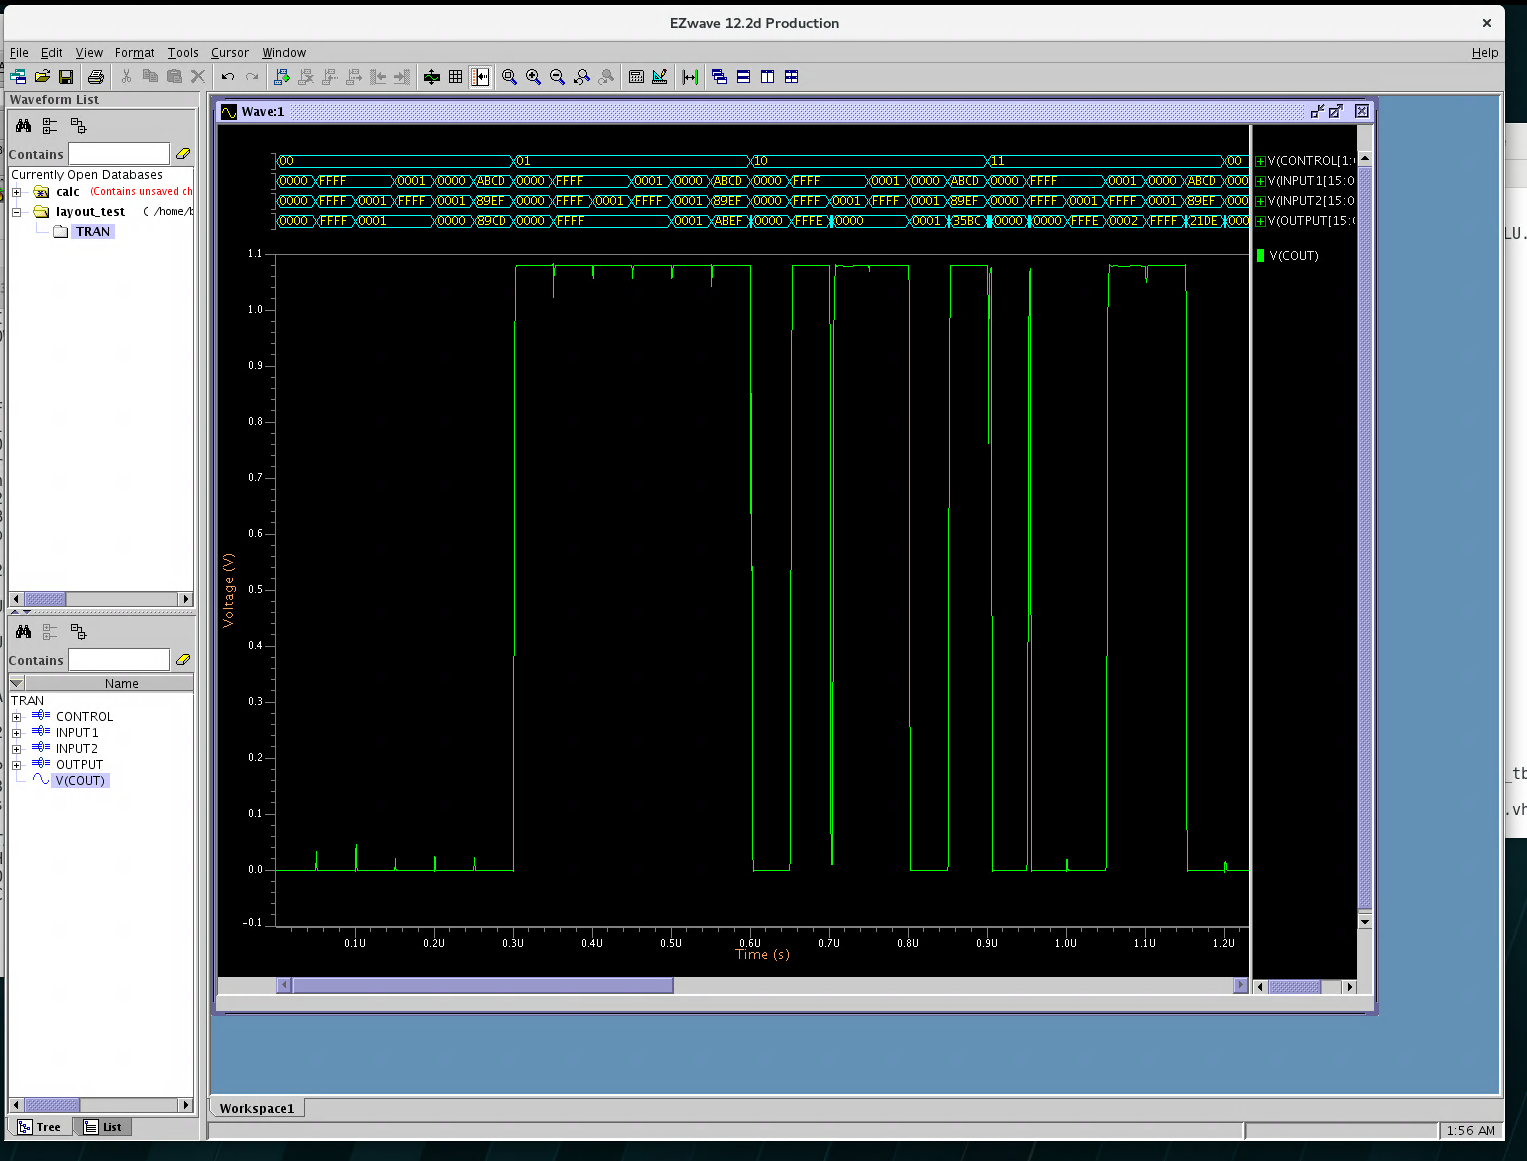 EZwave 12.2d Production
File Edit View Format Tools Cursor Window Help
Waveform List
Contains
Currently Open Databases
calc (Contains unsaved ch
layout_test ( /home/b
TRAN
Contains
Name
TRAN
CONTROL
INPUT1
INPUT2
OUTPUT
V(COUT)
Tree List
Wave:1
00 01 10 11 00 V(CONTROL[1:
0000 FFFF 0001 0000 ABCD 0000 FFFF 0001 0000 ABCD 0000 FFFF 0001 0000 ABCD 0000 FFFF 0001 0000 ABCD 000 V(INPUT1[15:0
0000 FFFF 0001 FFFF 0001 89EF 0000 FFFF 0001 FFFF 0001 89EF 0000 FFFF 0001 FFFF 0001 89EF 0000 FFFF 0001 FFFF 0001 89EF 000 V(INPUT2[15:0
0000 FFFF 0001 0000 89CD 0000 FFFF 0001 ABEF 0000 FFFE 0000 0001 35BC 0000 0000 FFFE 0002 FFFF 21DE 000 V(OUTPUT[15:
V(COUT)
1.1
1.0
0.9
0.8
0.7
0.6
0.5
0.4
0.3
0.2
0.1
0.0
-0.1
Voltage (V)
0.1U 0.2U 0.3U 0.4U 0.5U 0.6U 0.7U 0.8U 0.9U 1.0U 1.1U 1.2U
Time (s)
Workspace1
1:56 AM
LU.
_tb
.vh